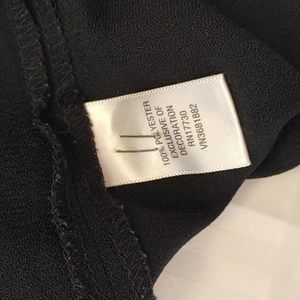 100% POLYESTER
EXCLUSIVE OF
DECORATION
RN17730
VN3681882